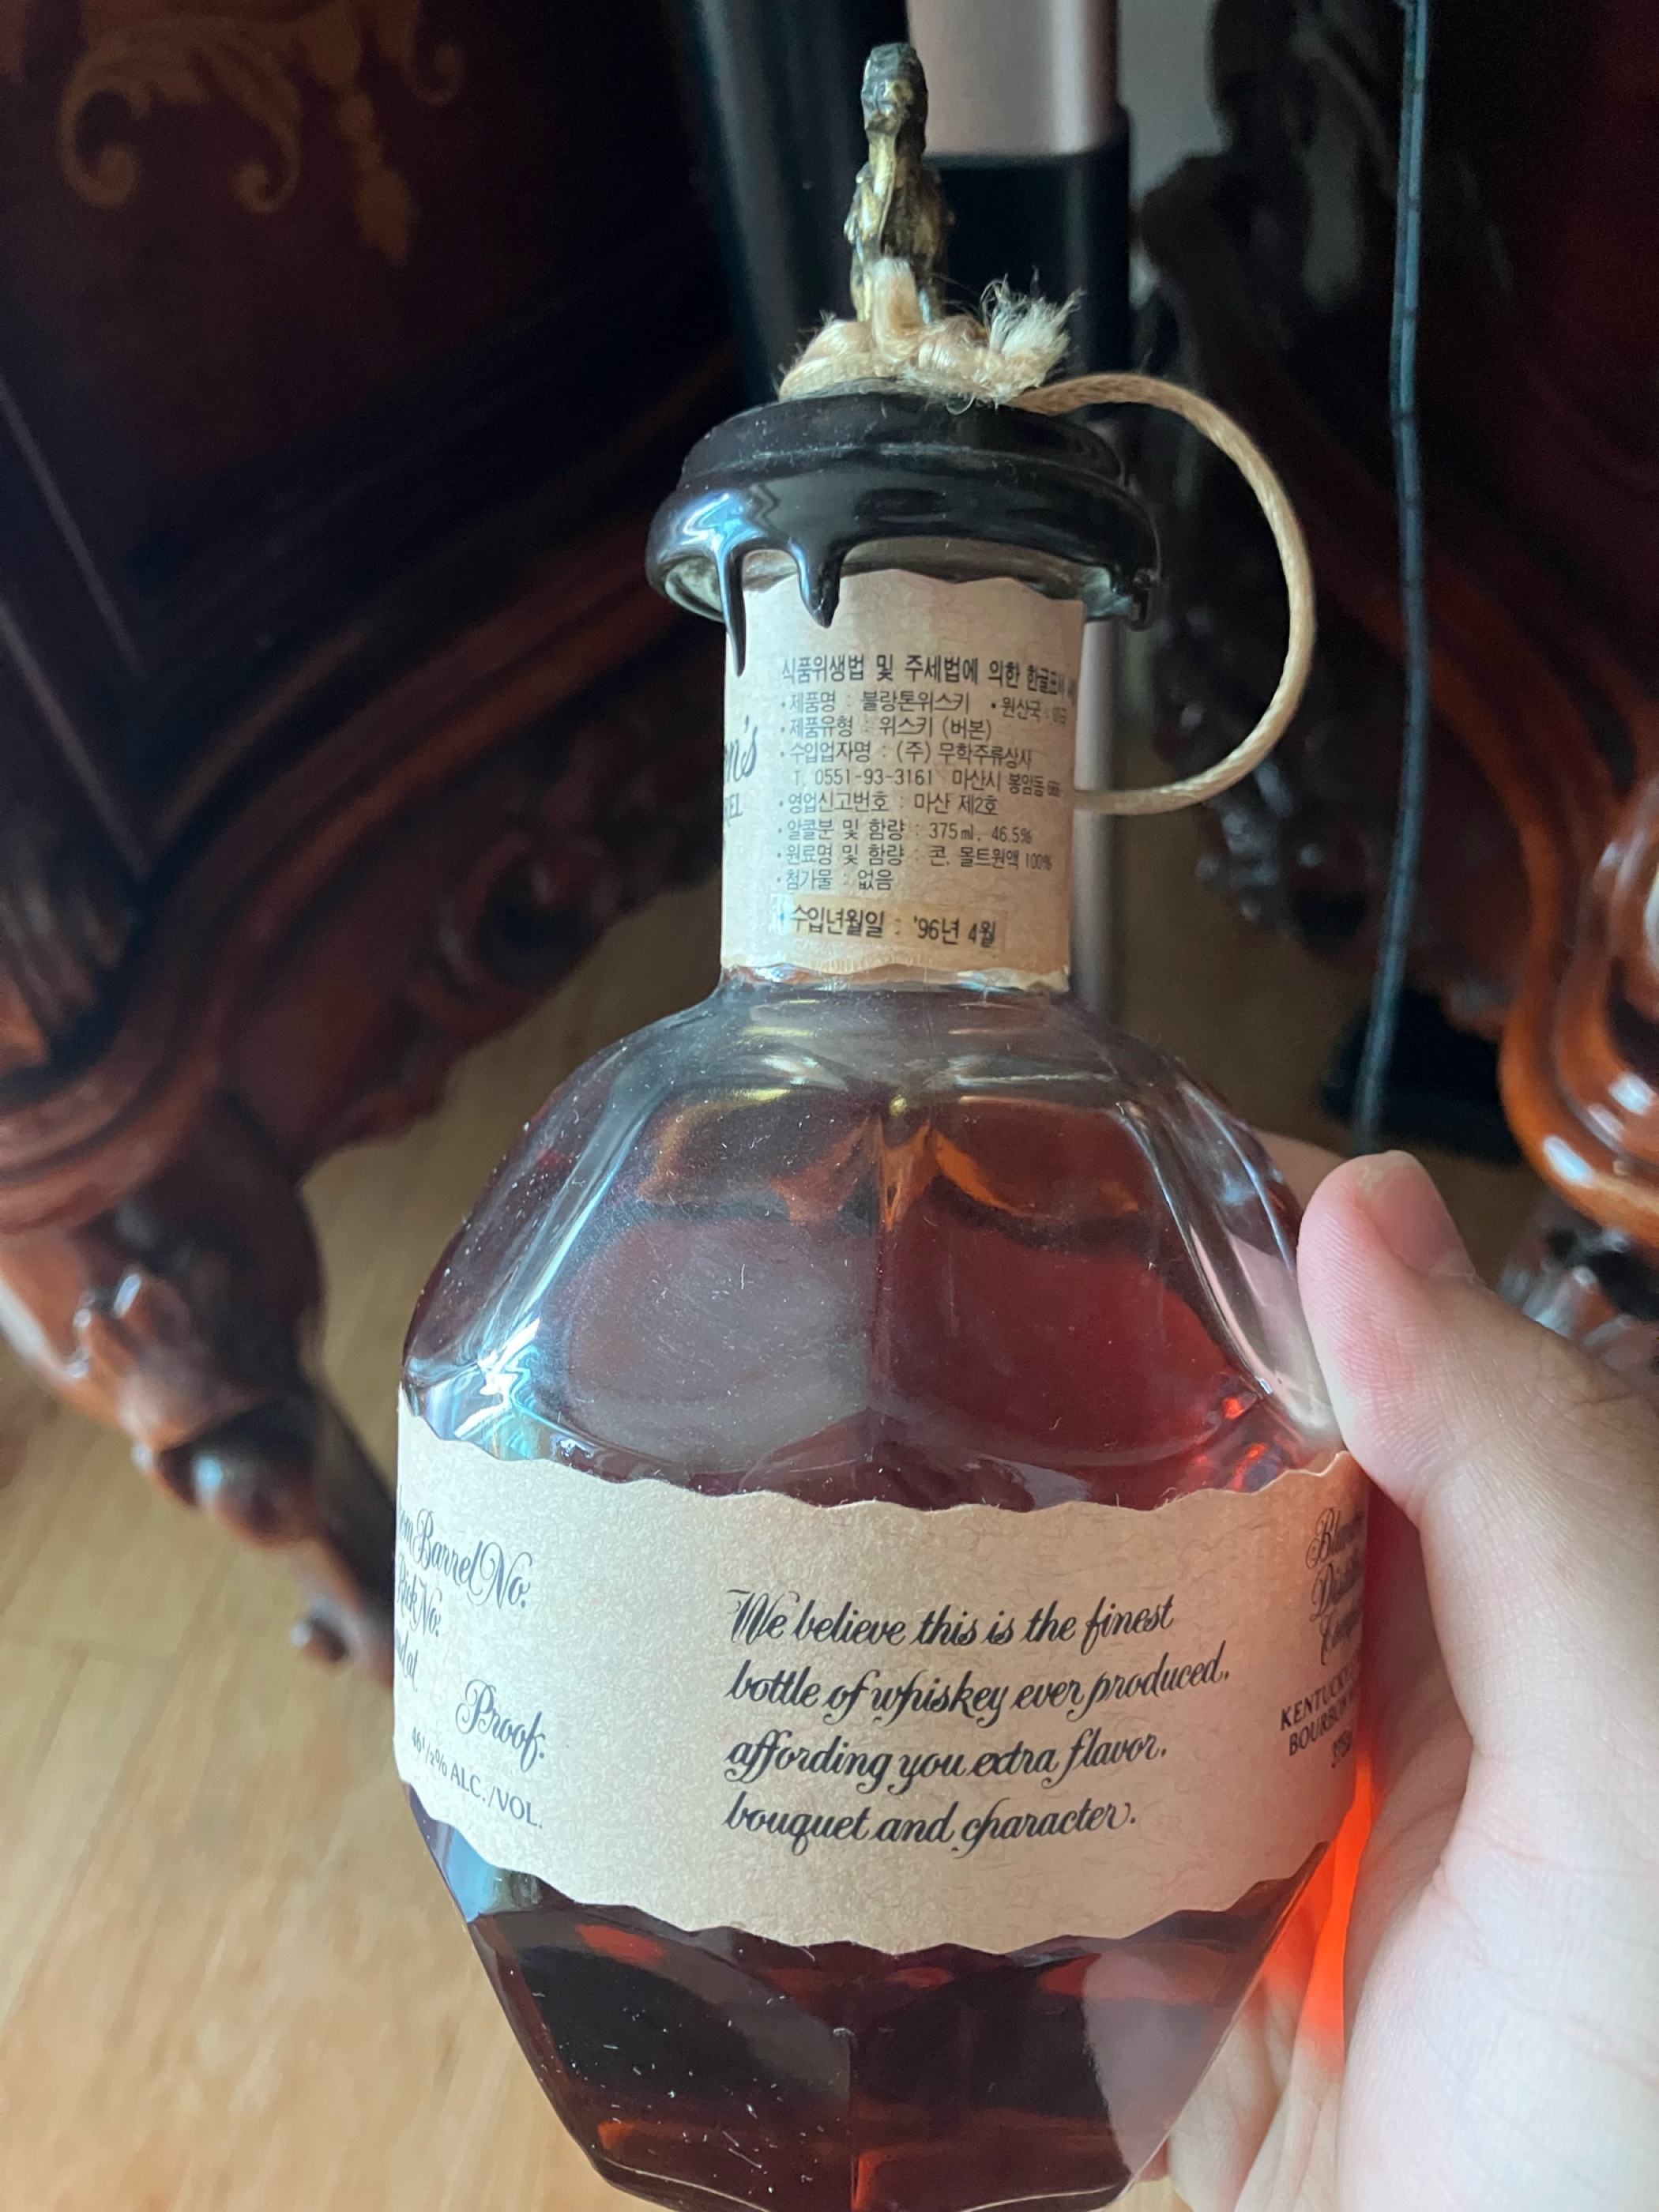 식품위생법 및 주세법에 의한 한글표시
·제품명 : 블랑톤위스키 ·원산국 :
·제품유형 : 위스키 (버본)
·수입업자명 : (주) 무학주류상사
T. 0551-93-3161 마산시 봉암동
·영업신고번호 : 마산 제2호
·알콜분 및 함량 : 375㎖, 46.5%
·원료명 및 함량 : 콘, 몰트원액 100%
·첨가물 : 없음
·수입년월일 : '96년 4월
Barrel No.
Rick No.
at
Proof.
46 1/2% ALC./VOL.
We believe this is the finest
bottle of whiskey ever produced,
affording you extra flavor,
bouquet and character.
KENTUCKY
BOURBON